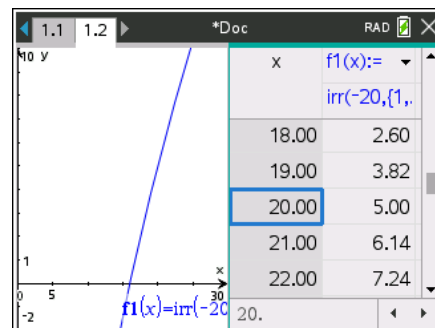 1.1 1.2 *Doc RAD
10 y
1
x
0 5 30
-2
f1(x)=irr(-20
x f1(x):=
irr(-20,{1,.
18.00 2.60
19.00 3.82
20.00 5.00
21.00 6.14
22.00 7.24
20.